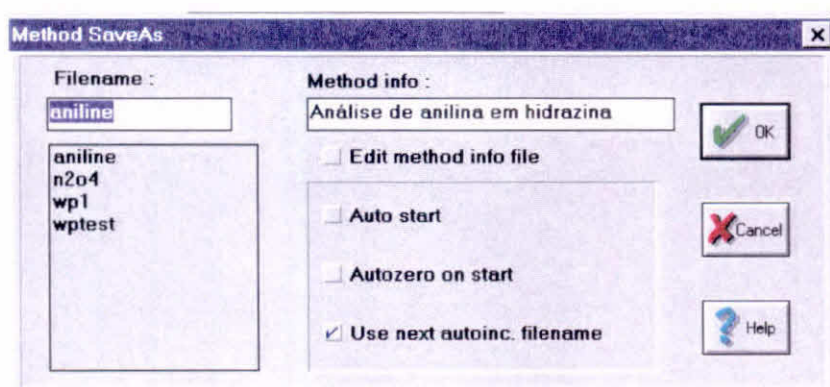 Method SaveAs
Filename :
aniline
aniline
n2o4
wp1
wptest
Method info :
Análise de anilina em hidrazina
Edit method info file
Auto start
Autozero on start
Use next autoinc. filename
OK
Cancel
Help